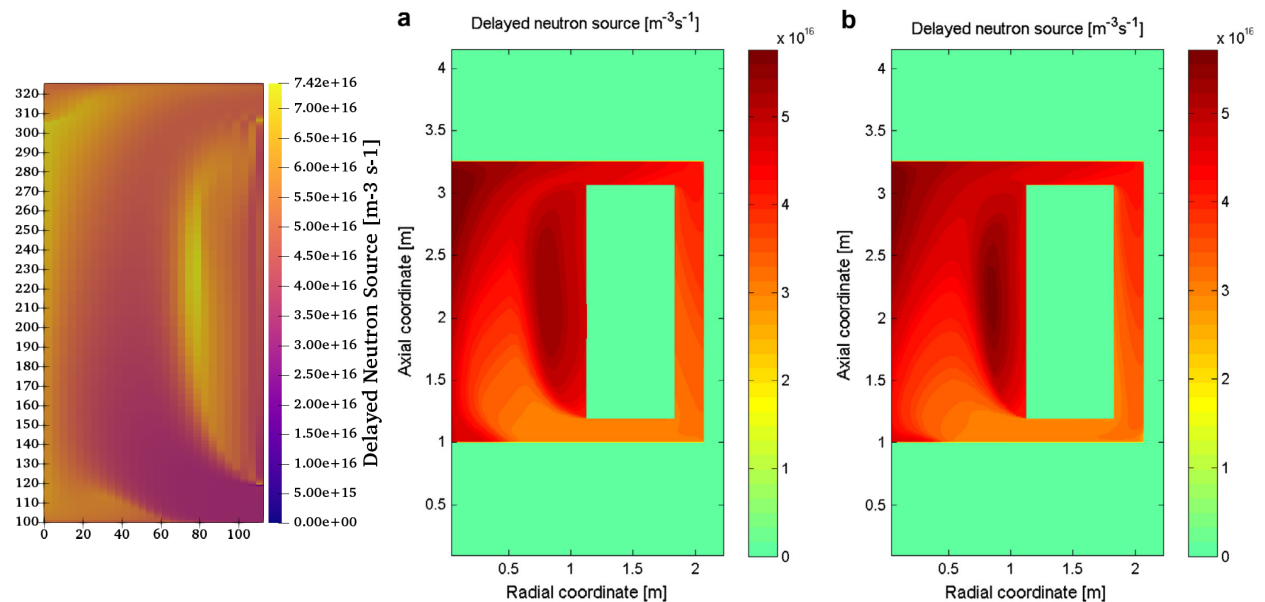 320
310
300
290
280
270
260
250
240
230
220
210
200
190
180
170
160
150
140
130
120
110
100
0 20 40 60 80 100
7.42e+16
7.00e+16
6.50e+16
6.00e+16
5.50e+16
5.00e+16
4.50e+16
4.00e+16
3.50e+16
3.00e+16
2.50e+16
2.00e+16
1.50e+16
1.00e+16
5.00e+15
0.00e+00
Delayed Neutron Source [m-3 s-1]
a
Delayed neutron source [m-3s-1]
x 10^16
4
3.5
3
2.5
2
1.5
1
0.5
Axial coordinate [m]
0.5 1 1.5 2
Radial coordinate [m]
5
4
3
2
1
0
b
Delayed neutron source [m-3s-1]
x 10^16
4
3.5
3
2.5
2
1.5
1
0.5
Axial coordinate [m]
0.5 1 1.5 2
Radial coordinate [m]
5
4
3
2
1
0